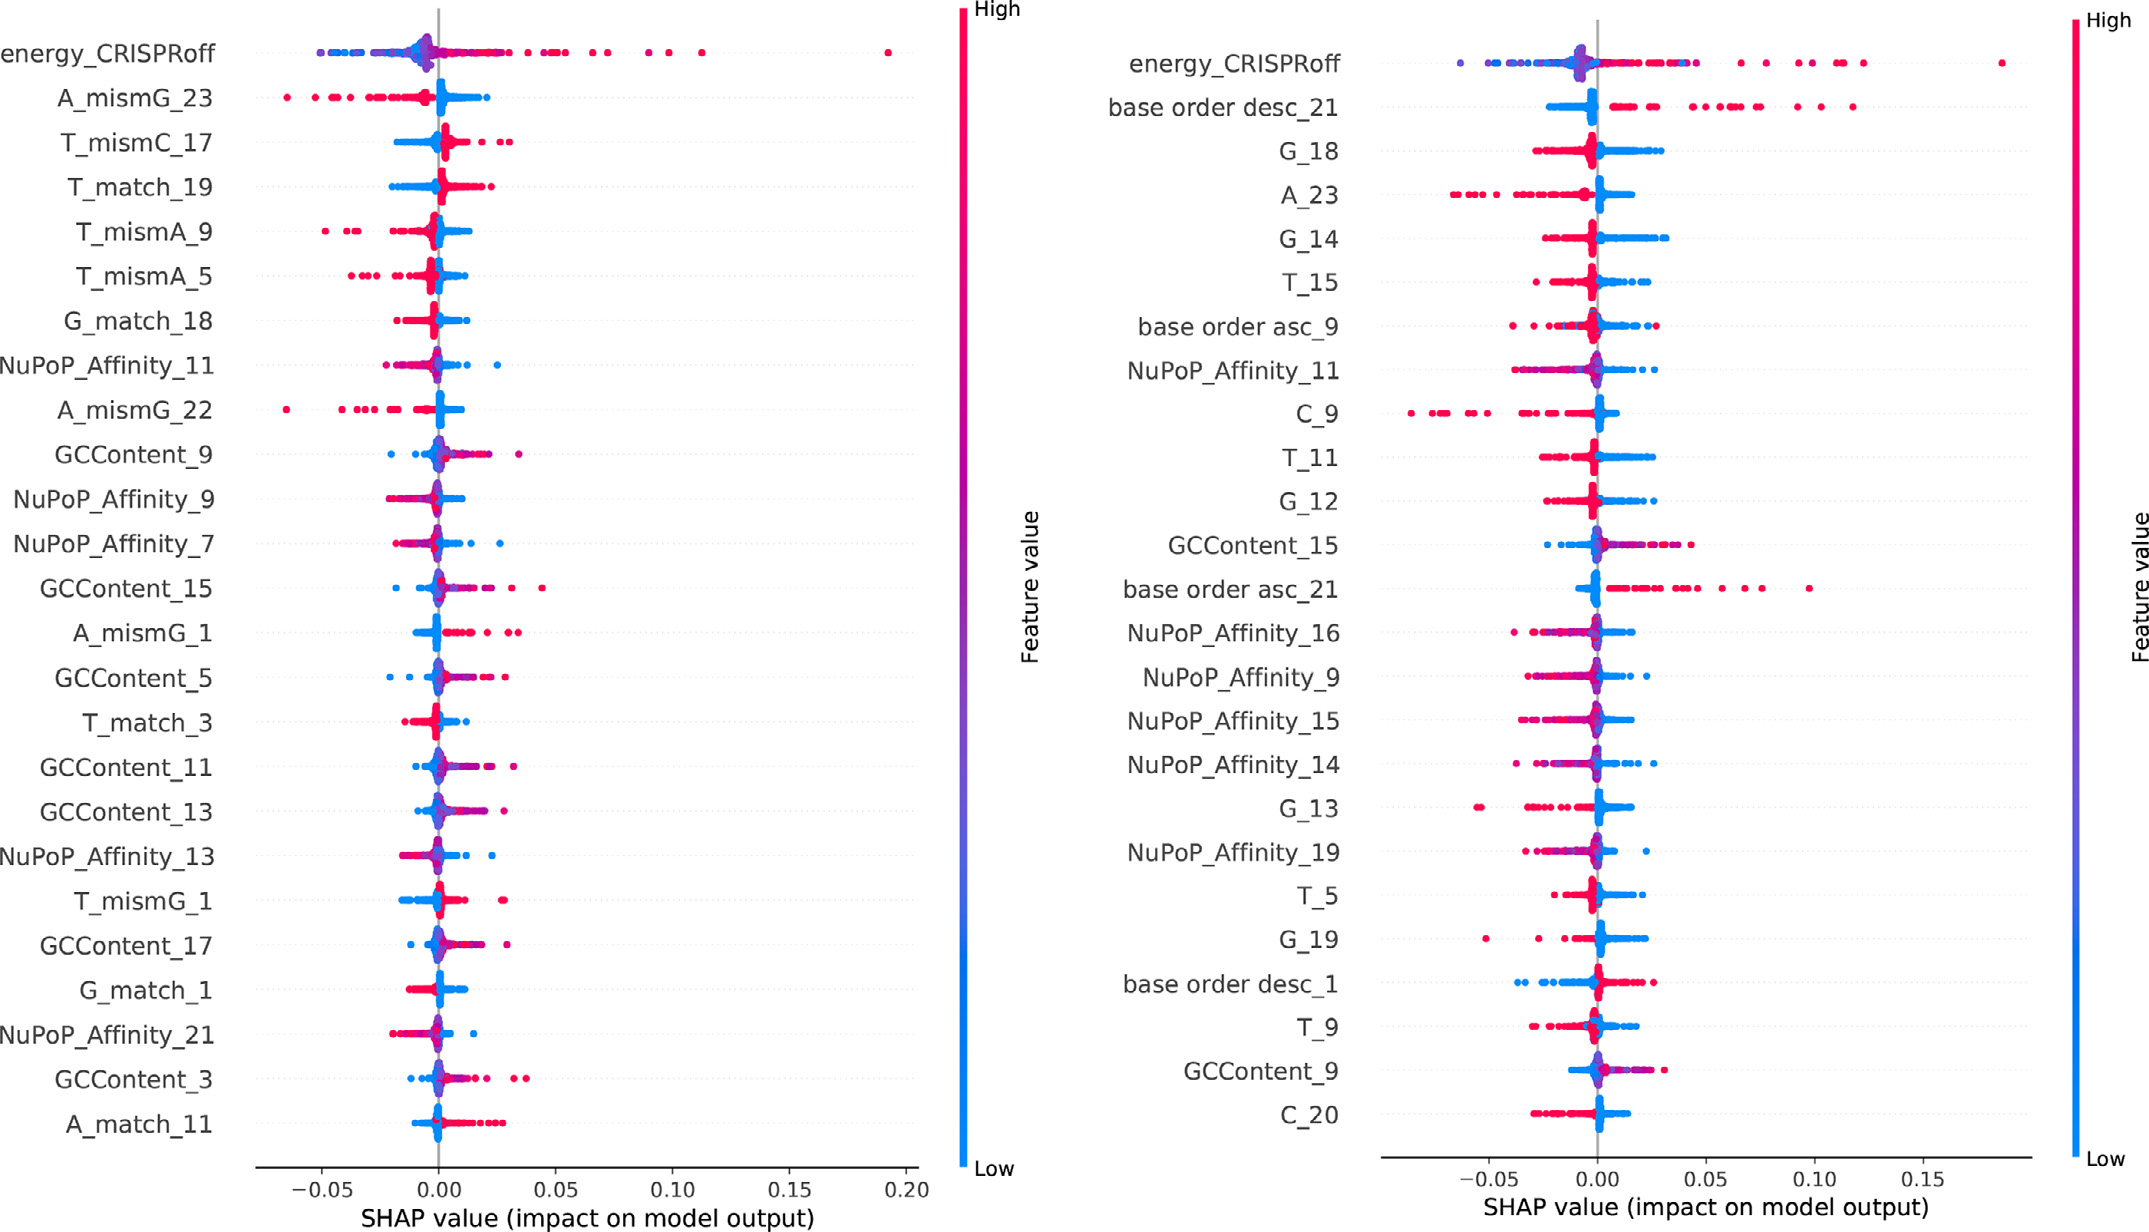 energy_CRISPRoff
A_mismG_23
T_mismC_17
T_match_19
T_mismA_9
T_mismA_5
G_match_18
NuPoP_Affinity_11
A_mismG_22
GCContent_9
NuPoP_Affinity_9
NuPoP_Affinity_7
GCContent_15
A_mismG_1
GCContent_5
T_match_3
GCContent_11
GCContent_13
NuPoP_Affinity_13
T_mismG_1
GCContent_17
G_match_1
NuPoP_Affinity_21
GCContent_3
A_match_11
−0.05 0.00 0.05 0.10 0.15 0.20
SHAP value (impact on model output)
High
Feature value
Low
energy_CRISPRoff
base order desc_21
G_18
A_23
G_14
T_15
base order asc_9
NuPoP_Affinity_11
C_9
T_11
G_12
GCContent_15
base order asc_21
NuPoP_Affinity_16
NuPoP_Affinity_9
NuPoP_Affinity_15
NuPoP_Affinity_14
G_13
NuPoP_Affinity_19
T_5
G_19
base order desc_1
T_9
GCContent_9
C_20
−0.05 0.00 0.05 0.10 0.15
SHAP value (impact on model output)
High
Feature value
Low